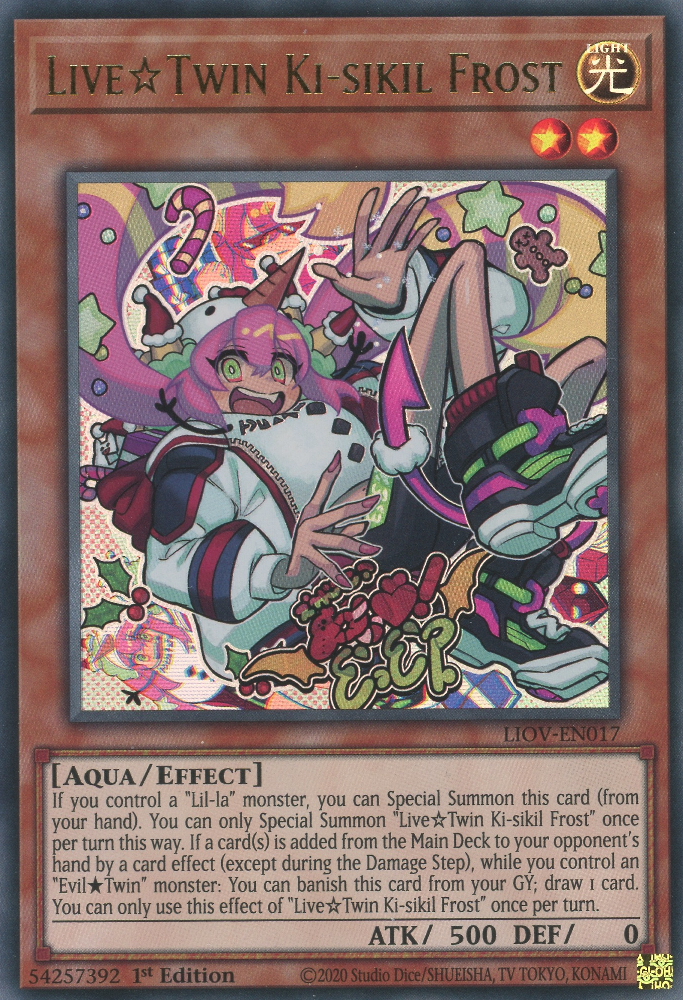 Live☆Twin Ki-sikil Frost
LIGHT
光
LIOV-EN017
[Aqua/Effect]
If you control a "Lil-la" monster, you can Special Summon this card (from
your hand). You can only Special Summon "Live☆Twin Ki-sikil Frost" once
per turn this way. If a card(s) is added from the Main Deck to your opponent's
hand by a card effect (except during the Damage Step), while you control an
"Evil★Twin" monster: You can banish this card from your GY; draw 1 card.
You can only use this effect of "Live☆Twin Ki-sikil Frost" once per turn.
ATK/ 500 DEF/ 0
54257392 1st Edition ©2020 Studio Dice/SHUEISHA, TV TOKYO, KONAMI